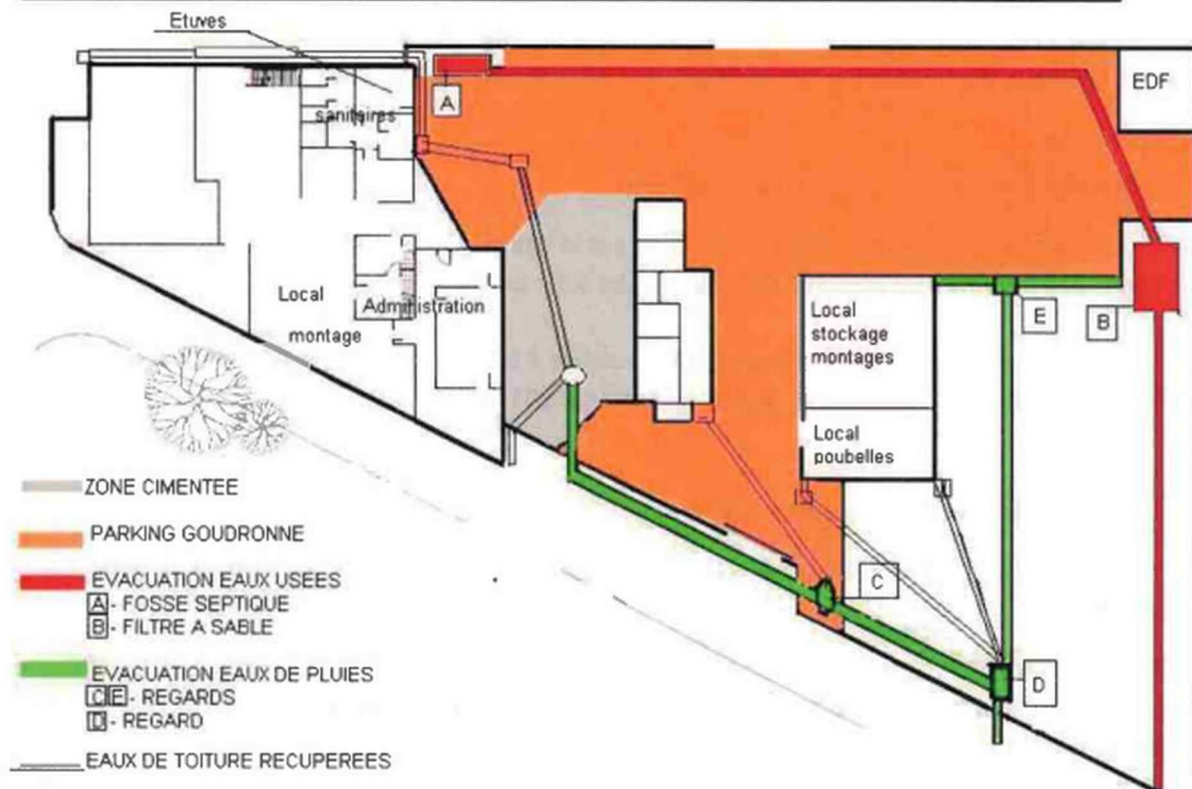 Etuves
sanitaires
A
EDF
Local
montage
Administration
Local
stockage
montages
E
B
Local
poubelles
C
D
ZONE CIMENTEE
PARKING GOUDRONNE
EVACUATION EAUX USEES
A - FOSSE SEPTIQUE
B - FILTRE A SABLE
EVACUATION EAUX DE PLUIES
C E - REGARDS
D - REGARD
EAUX DE TOITURE RECUPEREES